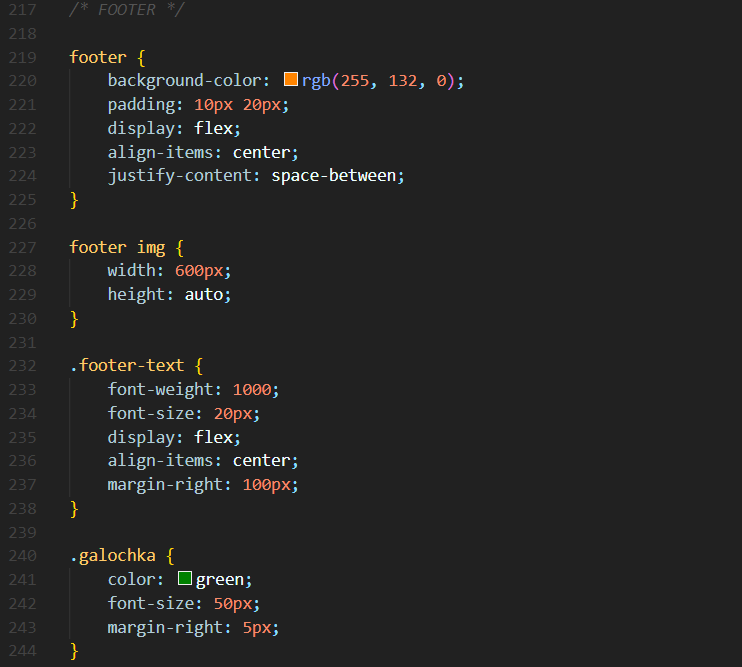 217 /* FOOTER */
218
219 footer {
220     background-color: rgb(255, 132, 0);
221     padding: 10px 20px;
222     display: flex;
223     align-items: center;
224     justify-content: space-between;
225 }
226
227 footer img {
228     width: 600px;
229     height: auto;
230 }
231
232 .footer-text {
233     font-weight: 1000;
234     font-size: 20px;
235     display: flex;
236     align-items: center;
237     margin-right: 100px;
238 }
239
240 .galochka {
241     color: green;
242     font-size: 50px;
243     margin-right: 5px;
244 }